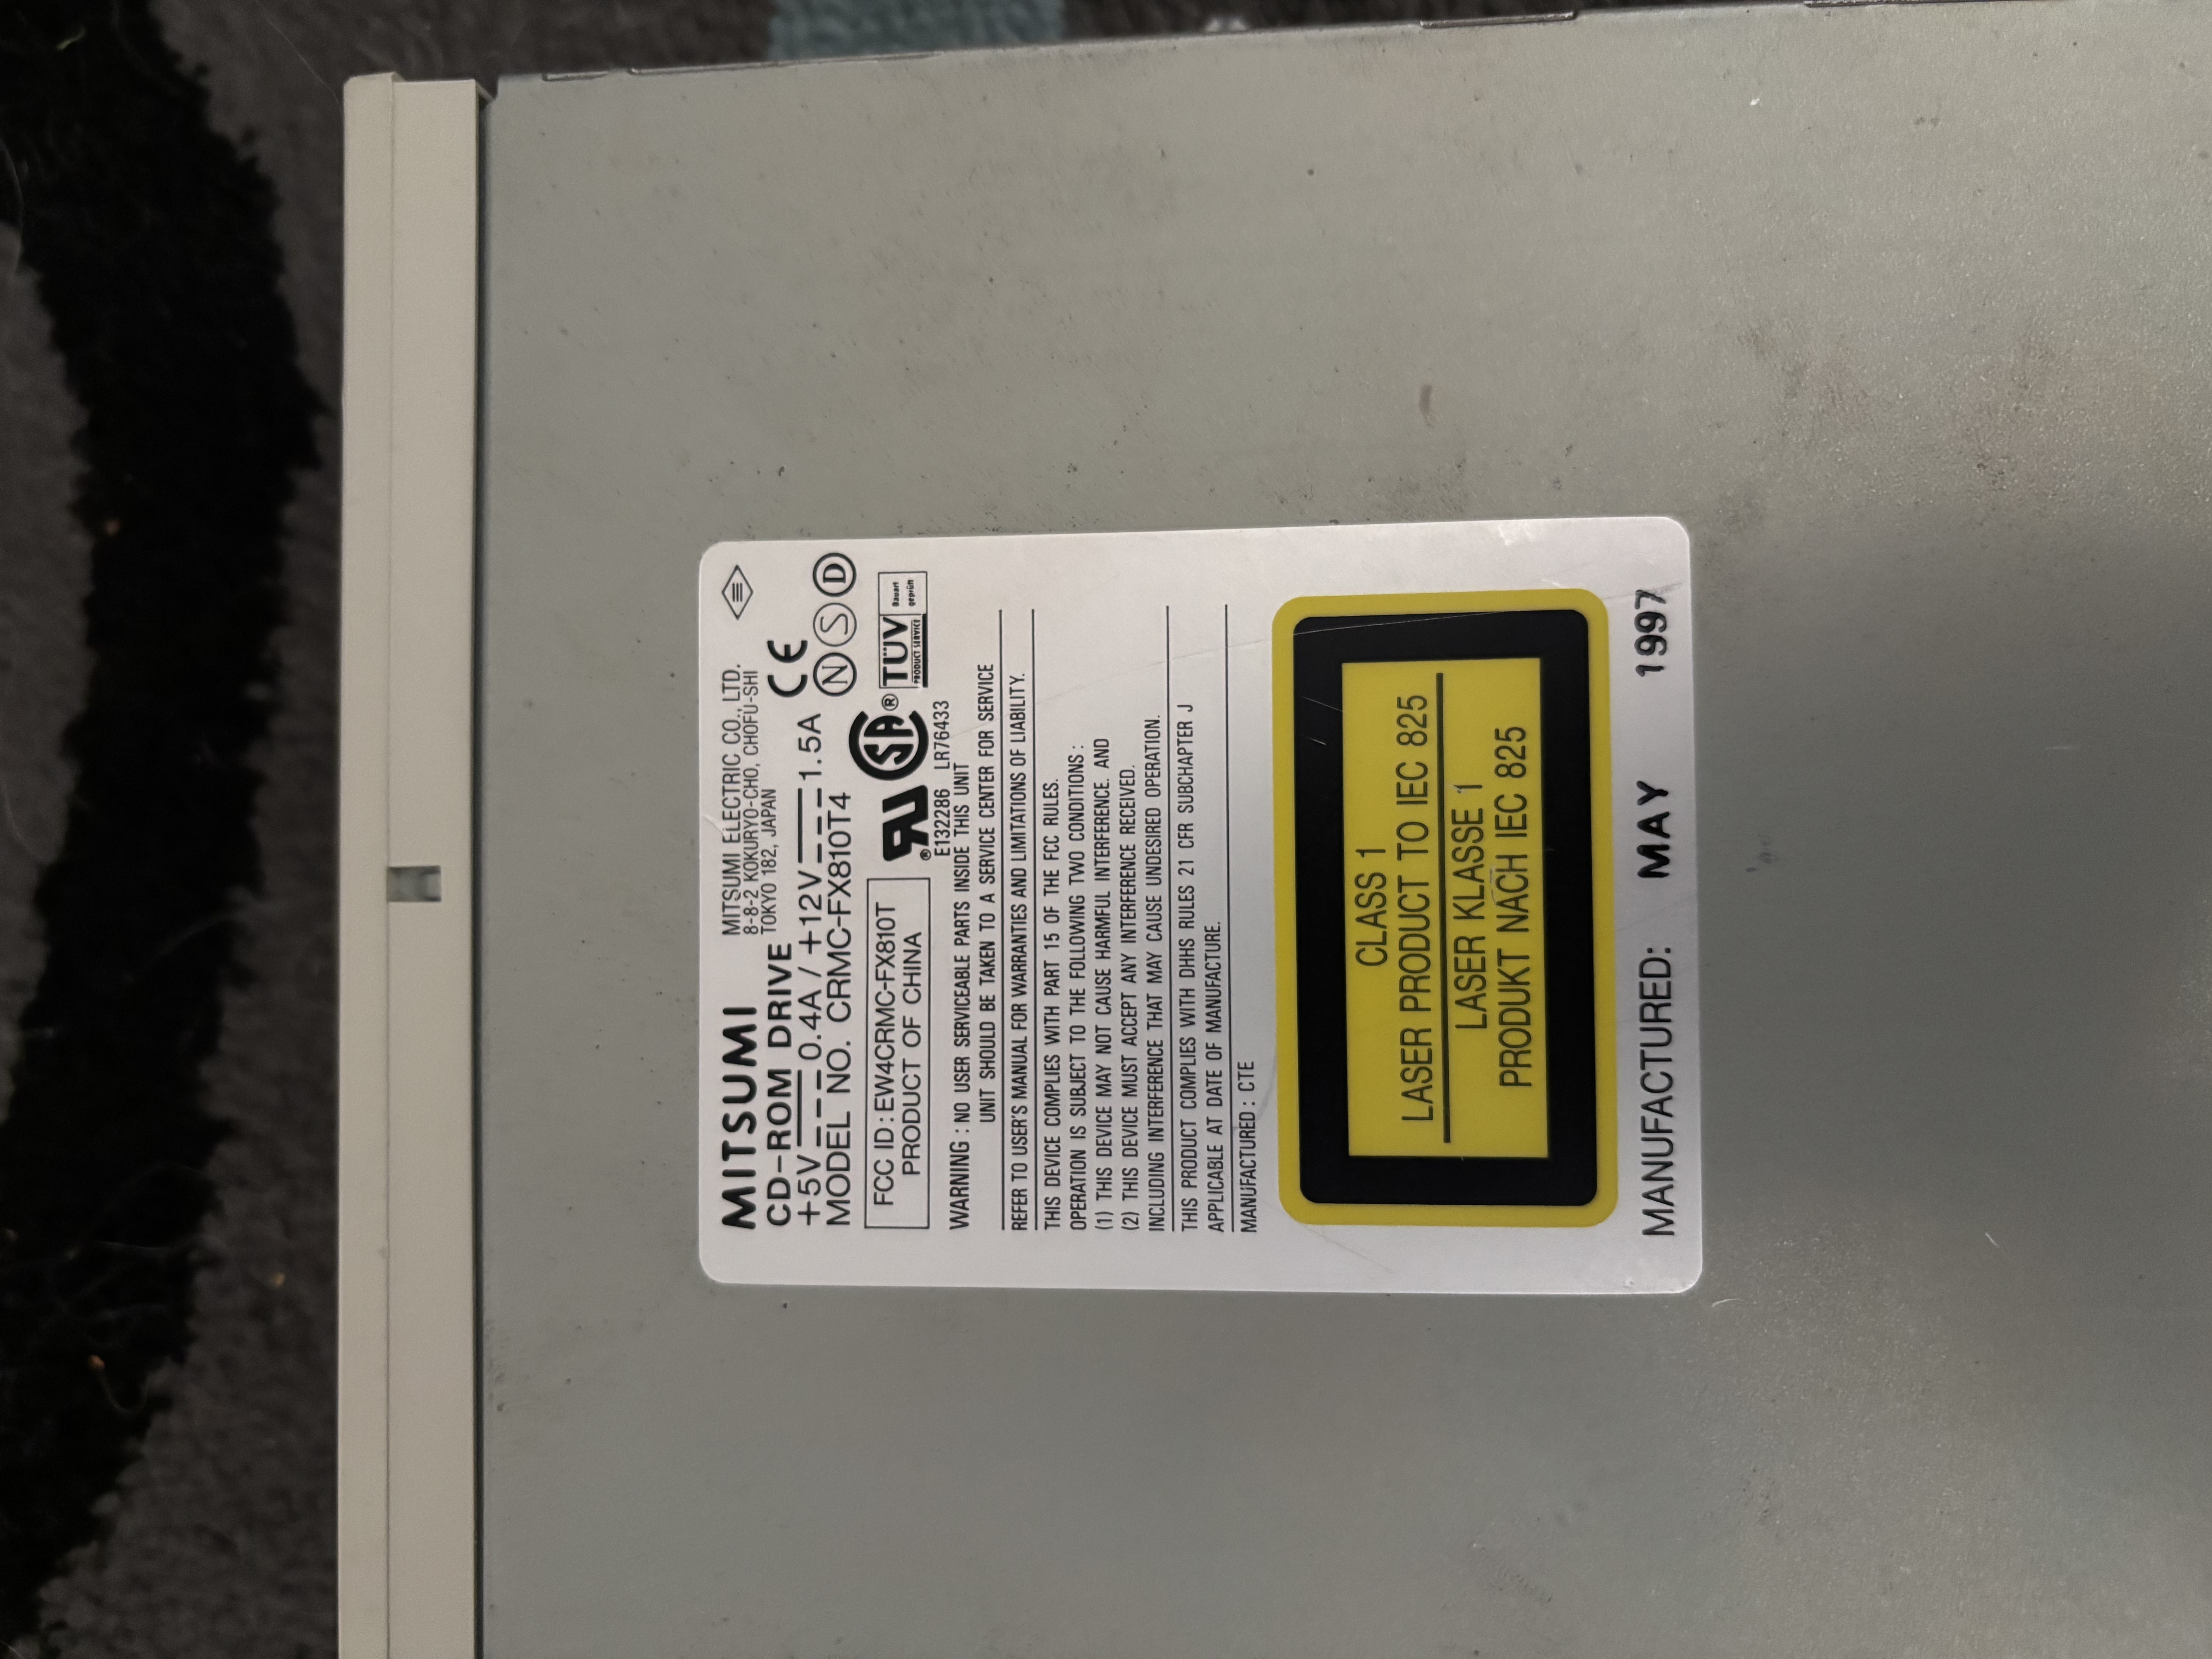 MITSUMI
MITSUMI ELECTRIC CO., LTD.
8-8-2 KOKURYO-CHO, CHOFU-SHI
TOKYO 182, JAPAN
CD-ROM DRIVE
+5V 0.4A / +12V 1.5A
CE
MODEL NO. CRMC-FX810T4
N S D
FCC ID : EW4CRMC-FX810T
PRODUCT OF CHINA
RU ®
E132286
SA ®
LR76433
TÜV
PRODUCT SERVICE
Bauart
geprüft
WARNING : NO USER SERVICEABLE PARTS INSIDE THIS UNIT
UNIT SHOULD BE TAKEN TO A SERVICE CENTER FOR SERVICE
REFER TO USER'S MANUAL FOR WARRANTIES AND LIMITATIONS OF LIABILITY.
THIS DEVICE COMPLIES WITH PART 15 OF THE FCC RULES.
OPERATION IS SUBJECT TO THE FOLLOWING TWO CONDITIONS :
(1) THIS DEVICE MAY NOT CAUSE HARMFUL INTERFERENCE. AND
(2) THIS DEVICE MUST ACCEPT ANY INTERFERENCE RECEIVED.
INCLUDING INTERFERENCE THAT MAY CAUSE UNDESIRED OPERATION.
THIS PRODUCT COMPLIES WITH DHHS RULES 21 CFR SUBCHAPTER J
APPLICABLE AT DATE OF MANUFACTURE.
MANUFACTURED : CTE
CLASS 1
LASER PRODUCT TO IEC 825
LASER KLASSE 1
PRODUKT NACH IEC 825
MANUFACTURED: MAY 1997